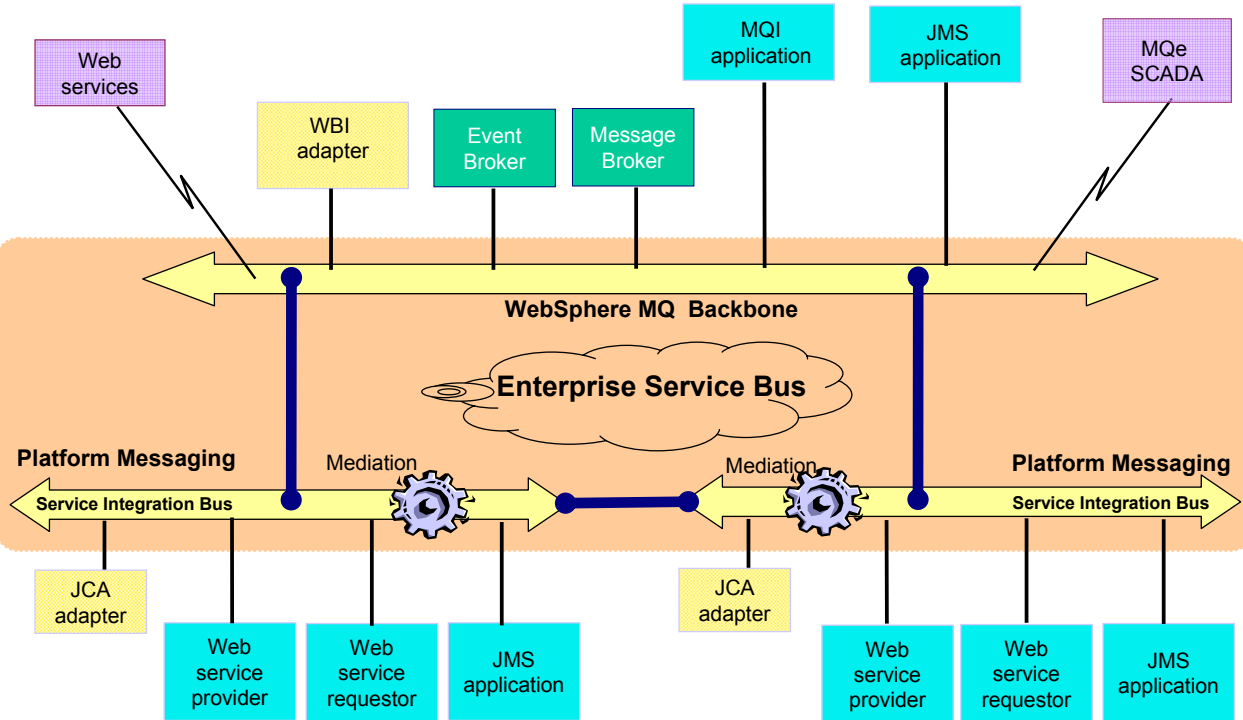 Web
services
WBI
adapter
Event
Broker
Message
Broker
MQI
application
JMS
application
MQe
SCADA
WebSphere MQ Backbone
Enterprise Service Bus
Platform Messaging
Mediation
Service Integration Bus
Mediation
Platform Messaging
Service Integration Bus
JCA
adapter
Web
service
provider
Web
service
requestor
JMS
application
JCA
adapter
Web
service
provider
Web
service
requestor
JMS
application